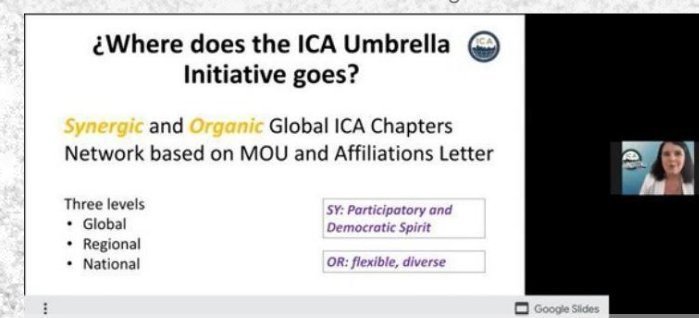 ¿Where does the ICA Umbrella
Initiative goes?
ICA
Synergic and Organic Global ICA Chapters
Network based on MOU and Affiliations Letter
Three levels
• Global
• Regional
• National
SY: Participatory and
Democratic Spirit
OR: flexible, diverse
Google Slides